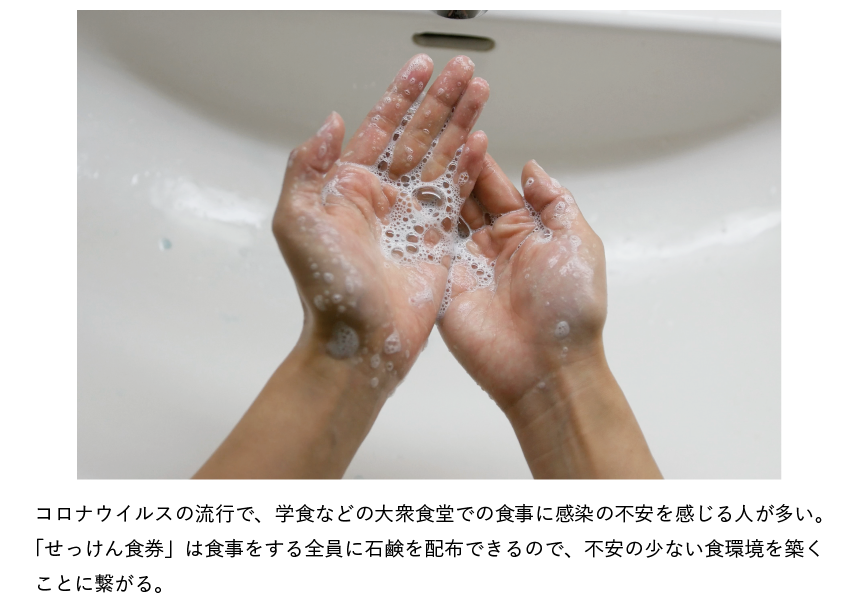 コロナウイルスの流行で、学食などの大衆食堂での食事に感染の不安を感じる人が多い。
「せっけん食券」は食事をする全員に石鹸を配布できるので、不安の少ない食環境を築く
ことに繋がる。